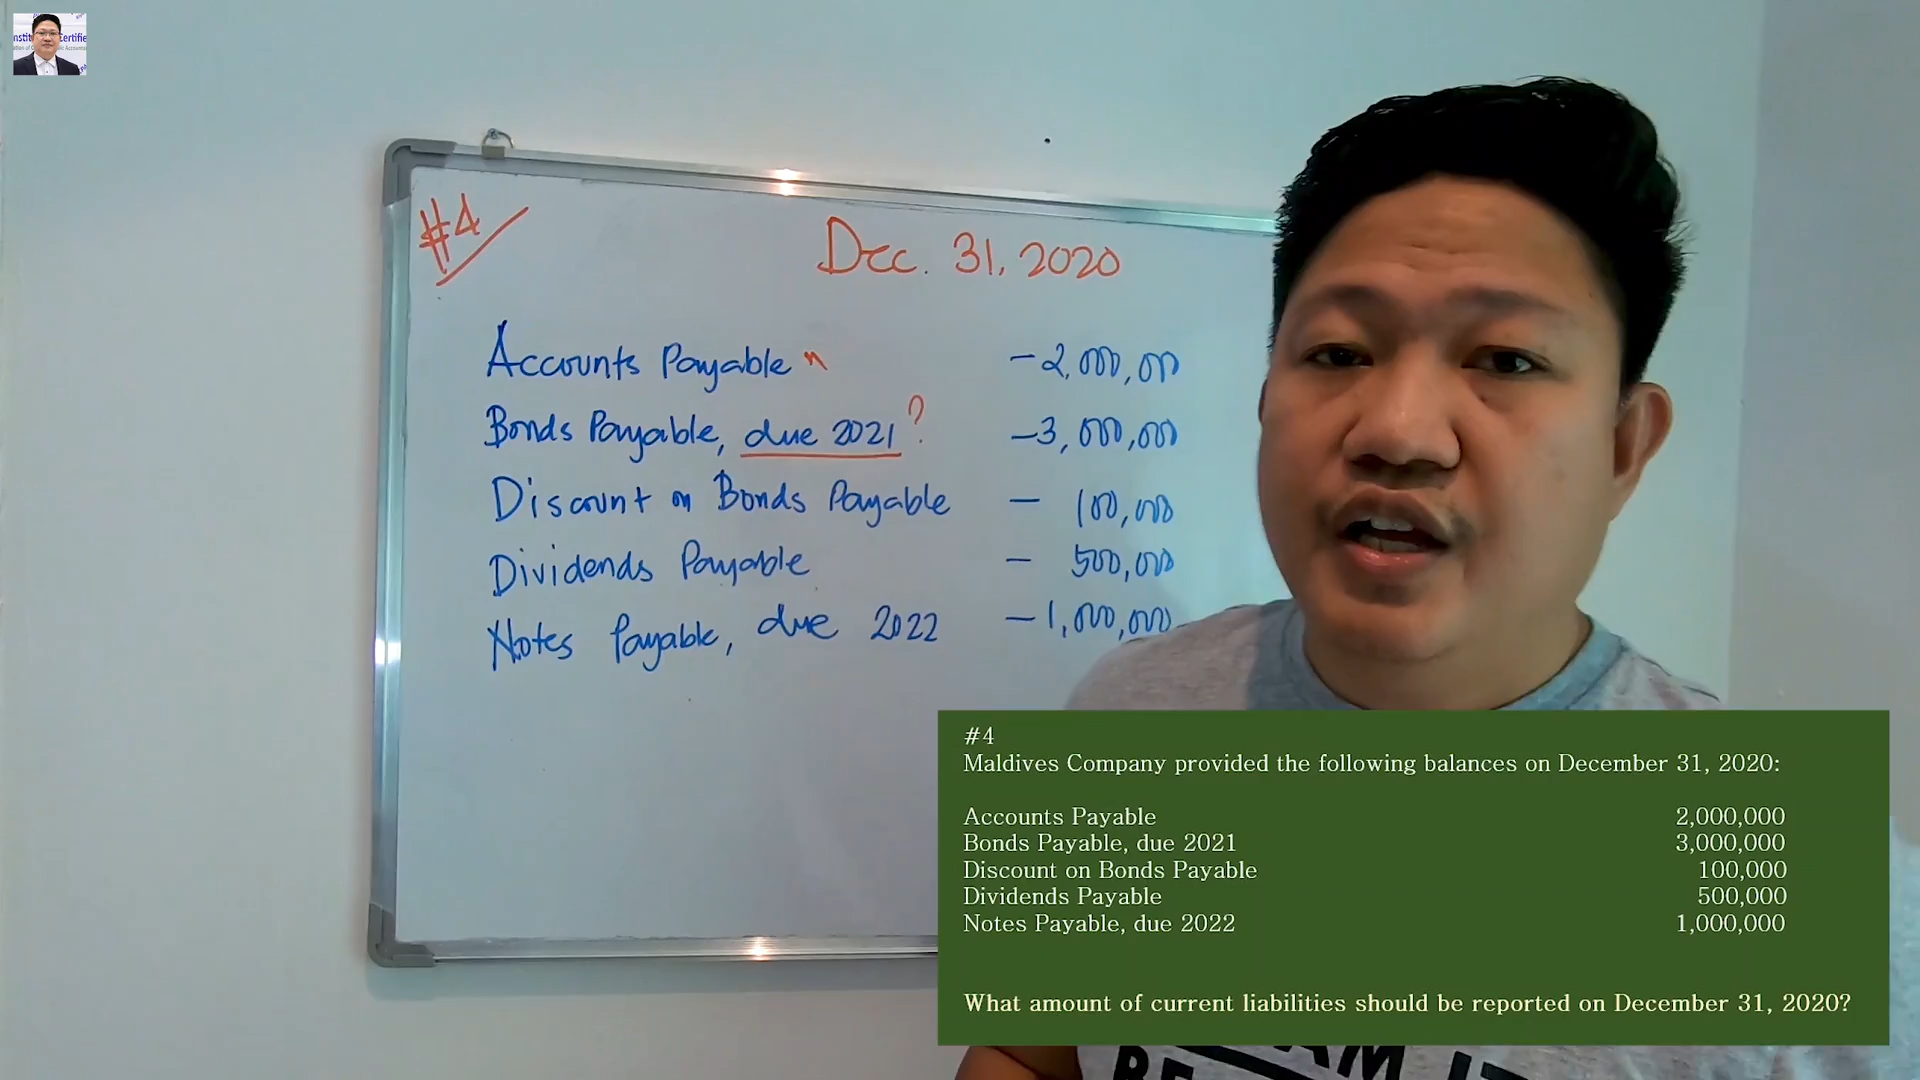 #4
Dec. 31, 2020
Accounts Payable - 2,000,000
Bonds Payable, due 2021 ? - 3,000,000
Discount on Bonds Payable - 100,000
Dividends Payable - 500,000
Notes Payable, due 2022 - 1,000,000
#4
Maldives Company provided the following balances on December 31, 2020:
Accounts Payable 2,000,000
Bonds Payable, due 2021 3,000,000
Discount on Bonds Payable 100,000
Dividends Payable 500,000
Notes Payable, due 2022 1,000,000
What amount of current liabilities should be reported on December 31, 2020?